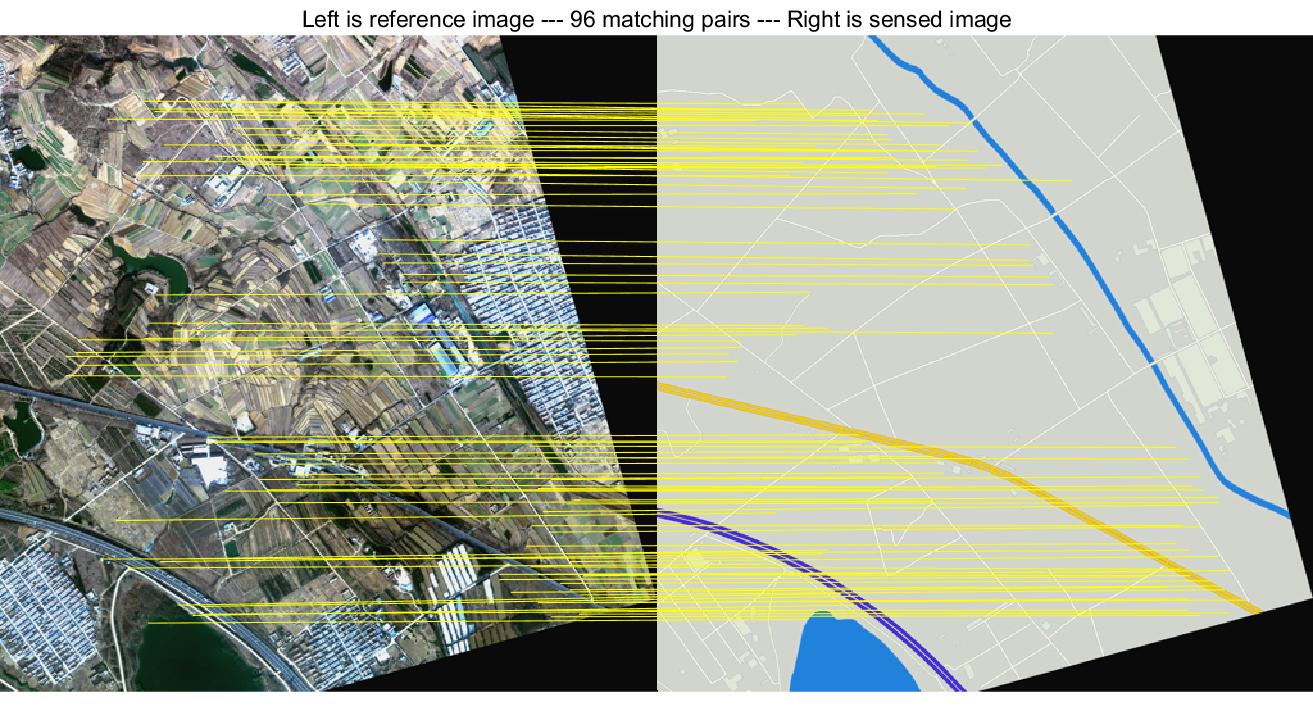 Left is reference image --- 96 matching pairs --- Right is sensed image